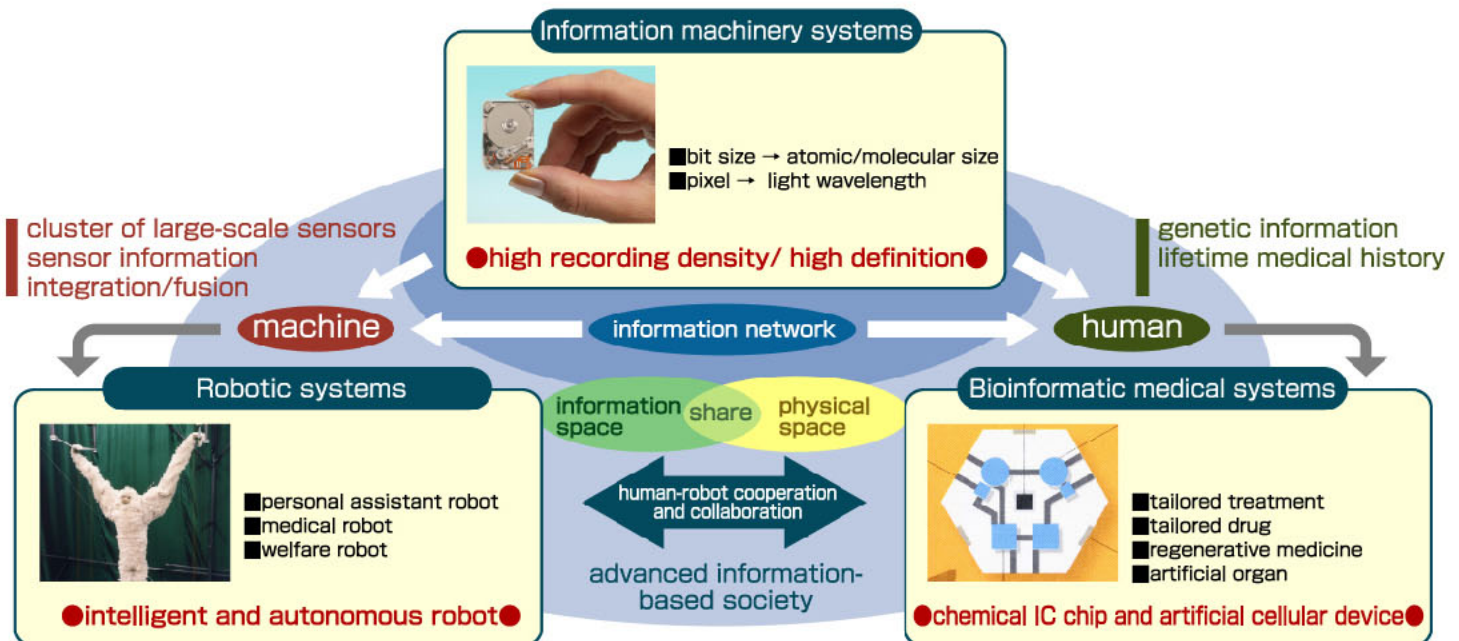 Information machinery systems
■bit size → atomic/molecular size
■pixel → light wavelength
●high recording density/ high definition●
cluster of large-scale sensors
sensor information
integration/fusion
genetic information
lifetime medical history
machine
information network
human
Robotic systems
■personal assistant robot
■medical robot
■welfare robot
●intelligent and autonomous robot●
information
space
share
physical
space
human-robot cooperation
and collaboration
advanced information-
based society
Bioinformatic medical systems
■tailored treatment
■tailored drug
■regenerative medicine
■artificial organ
●chemical IC chip and artificial cellular device●